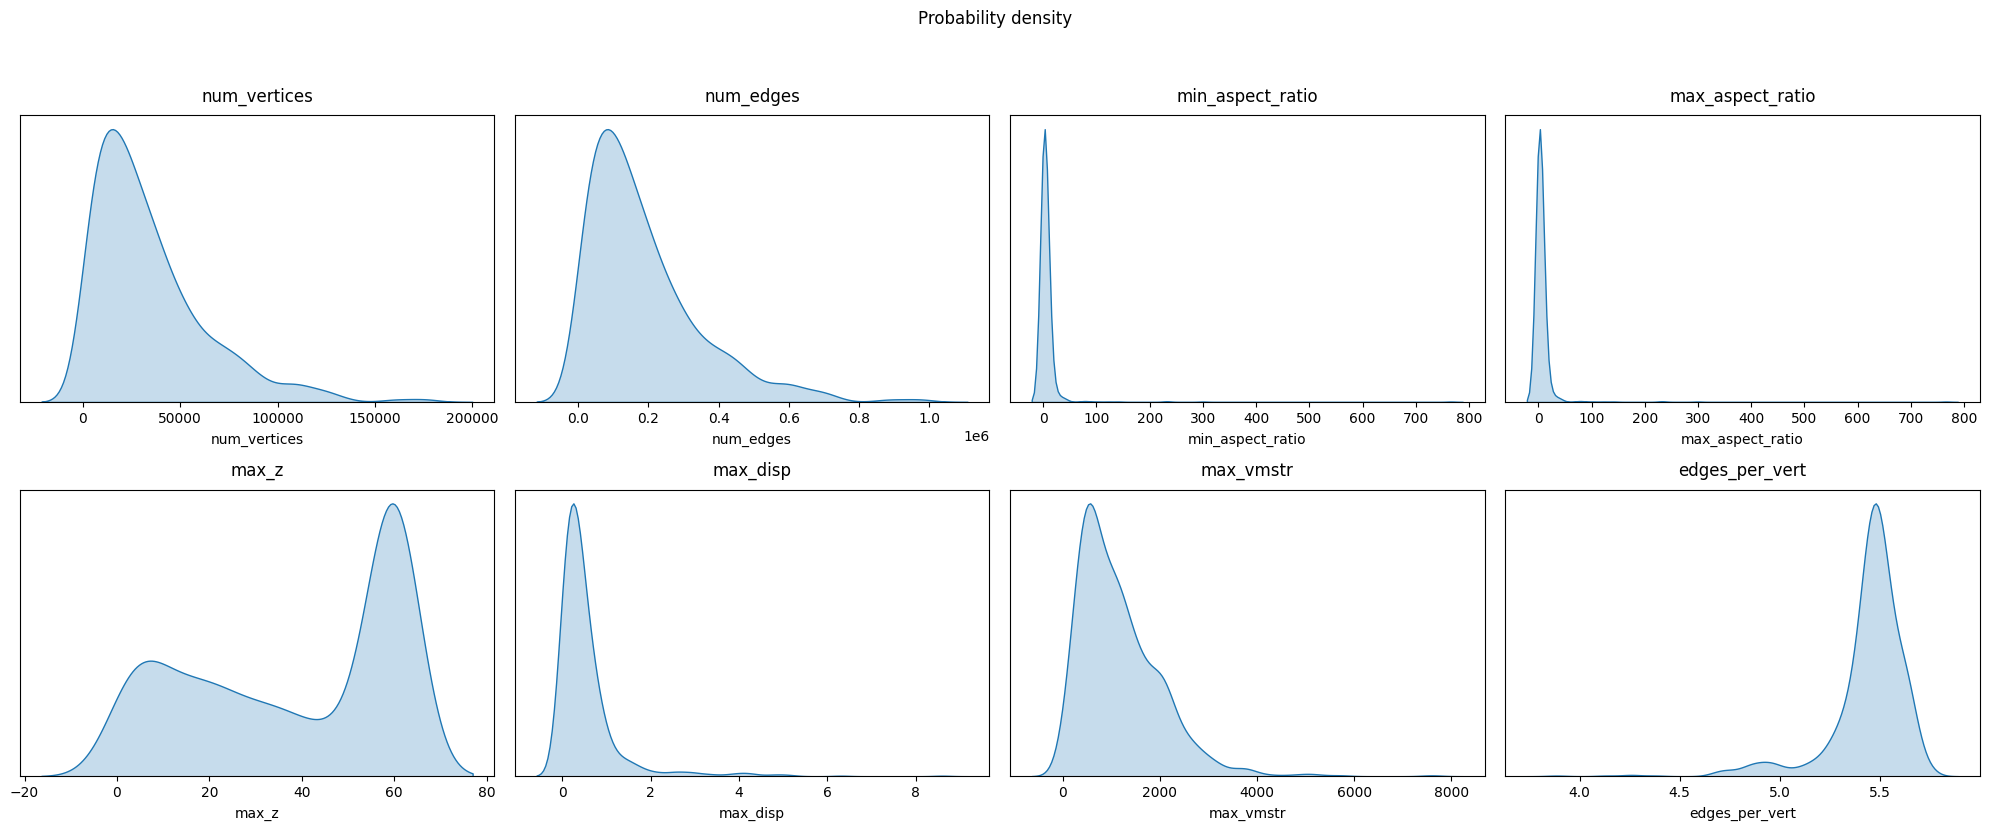 Probability density
num_vertices
num_edges
min_aspect_ratio
max_aspect_ratio
0 50000 100000 150000 200000
0.0 0.2 0.4 0.6 0.8 1.0
0 100 200 300 400 500 600 700 800
0 100 200 300 400 500 600 700 800
1e6
num_vertices
num_edges
min_aspect_ratio
max_aspect_ratio
max_z
max_disp
max_vmstr
edges_per_vert
−20 0 20 40 60 80
0 2 4 6 8
0 2000 4000 6000 8000
4.0 4.5 5.0 5.5
max_z
max_disp
max_vmstr
edges_per_vert